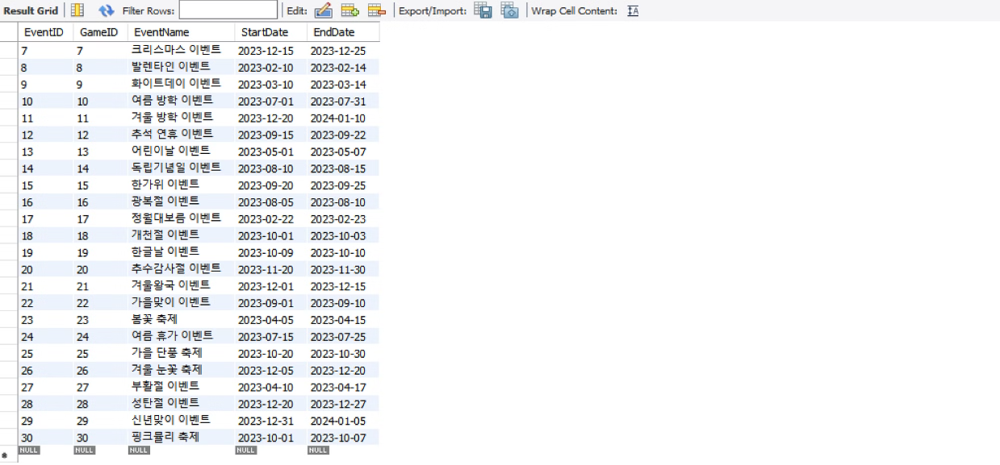 Result Grid Filter Rows: Edit: Export/Import: Wrap Cell Content:
EventID GameID EventName StartDate EndDate
7 7 크리스마스 이벤트 2023-12-15 2023-12-25
8 8 발렌타인 이벤트 2023-02-10 2023-02-14
9 9 화이트데이 이벤트 2023-03-10 2023-03-14
10 10 여름 방학 이벤트 2023-07-01 2023-07-31
11 11 겨울 방학 이벤트 2023-12-20 2024-01-10
12 12 추석 연휴 이벤트 2023-09-15 2023-09-22
13 13 어린이날 이벤트 2023-05-01 2023-05-07
14 14 독립기념일 이벤트 2023-08-10 2023-08-15
15 15 한가위 이벤트 2023-09-20 2023-09-25
16 16 광복절 이벤트 2023-08-05 2023-08-10
17 17 정월대보름 이벤트 2023-02-22 2023-02-23
18 18 개천절 이벤트 2023-10-01 2023-10-03
19 19 한글날 이벤트 2023-10-09 2023-10-10
20 20 추수감사절 이벤트 2023-11-20 2023-11-30
21 21 겨울왕국 이벤트 2023-12-01 2023-12-15
22 22 가을맞이 이벤트 2023-09-01 2023-09-10
23 23 봄꽃 축제 2023-04-05 2023-04-15
24 24 여름 휴가 이벤트 2023-07-15 2023-07-25
25 25 가을 단풍 축제 2023-10-20 2023-10-30
26 26 겨울 눈꽃 축제 2023-12-05 2023-12-20
27 27 부활절 이벤트 2023-04-10 2023-04-17
28 28 성탄절 이벤트 2023-12-20 2023-12-27
29 29 신년맞이 이벤트 2023-12-31 2024-01-05
30 30 핑크뮬리 축제 2023-10-01 2023-10-07
NULL NULL NULL NULL NULL